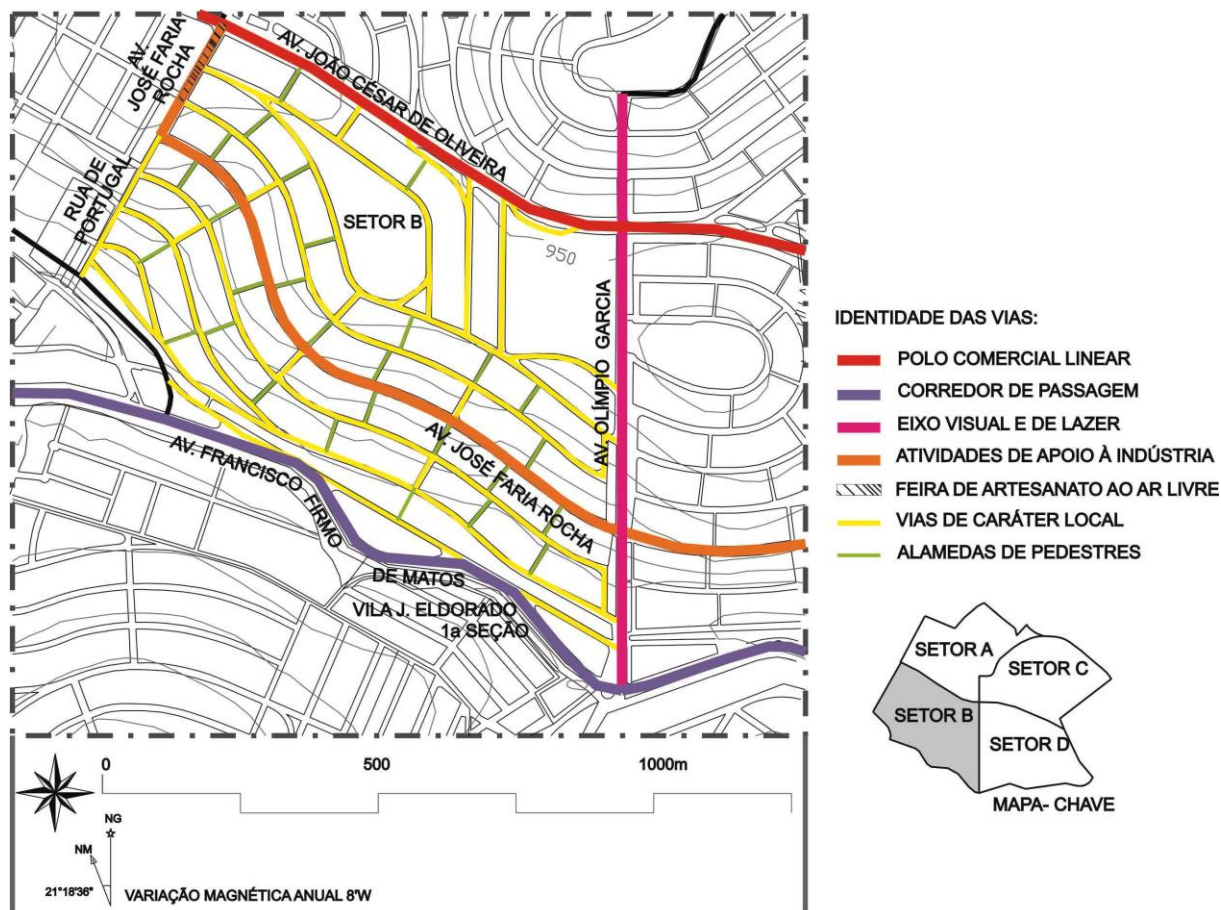 AV.
JOSÉ FARIA
ROCHA
AV. JOÃO CÉSAR DE OLIVEIRA
RUA DE
PORTUGAL
SETOR B
950
AV. OLÍMPIO GARCIA
AV. JOSÉ FARIA ROCHA
AV. FRANCISCO FIRMO
DE MATOS
VILA J. ELDORADO
1a SEÇÃO
IDENTIDADE DAS VIAS:
POLO COMERCIAL LINEAR
CORREDOR DE PASSAGEM
EIXO VISUAL E DE LAZER
ATIVIDADES DE APOIO À INDÚSTRIA
FEIRA DE ARTESANATO AO AR LIVRE
VIAS DE CARÁTER LOCAL
ALAMEDAS DE PEDESTRES
SETOR A
SETOR C
SETOR B
SETOR D
MAPA- CHAVE
0 500 1000m
NG
NM
21°18'36"
VARIAÇÃO MAGNÉTICA ANUAL 8'W